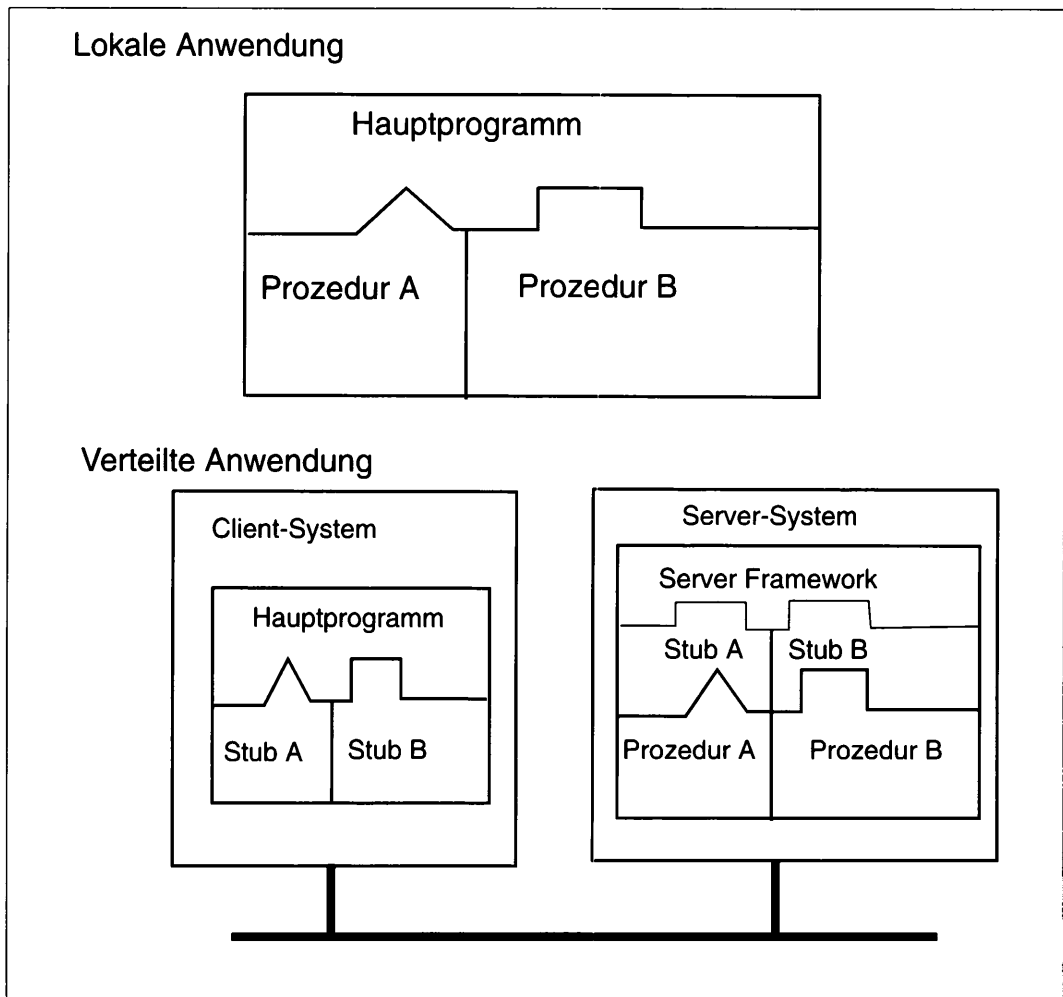 Lokale Anwendung
Hauptprogramm
Prozedur A
Prozedur B
Verteilte Anwendung
Client-System
Hauptprogramm
Stub A
Stub B
Server-System
Server Framework
Stub A
Stub B
Prozedur A
Prozedur B